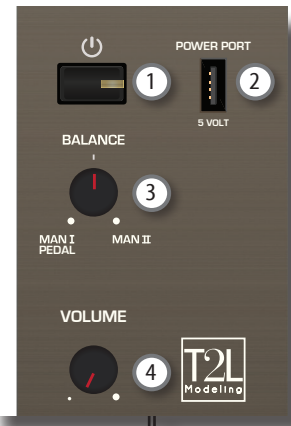 POWER PORT
1
2
5 VOLT
BALANCE
3
MAN I
PEDAL
MAN II
VOLUME
4
T2L
Modeling